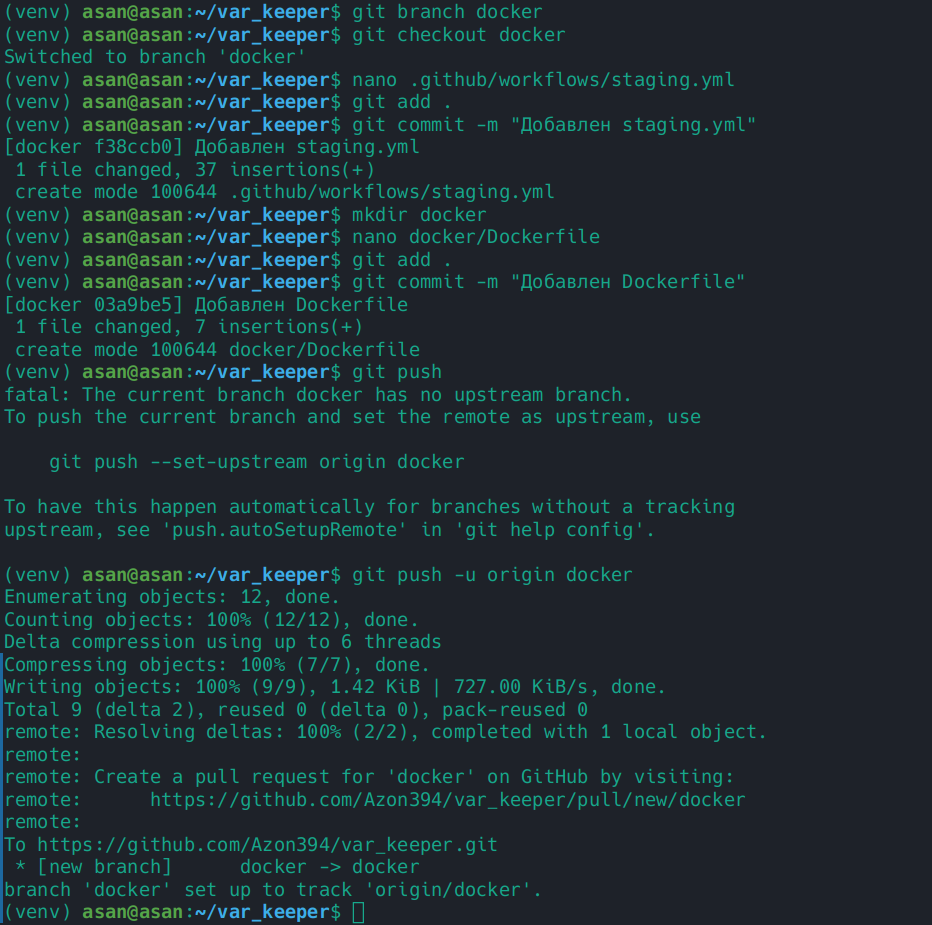 (venv) asan@asan:~/var_keeper$ git branch docker
(venv) asan@asan:~/var_keeper$ git checkout docker
Switched to branch 'docker'
(venv) asan@asan:~/var_keeper$ nano .github/workflows/staging.yml
(venv) asan@asan:~/var_keeper$ git add .
(venv) asan@asan:~/var_keeper$ git commit -m "Добавлен staging.yml"
[docker f38ccb0] Добавлен staging.yml
 1 file changed, 37 insertions(+)
 create mode 100644 .github/workflows/staging.yml
(venv) asan@asan:~/var_keeper$ mkdir docker
(venv) asan@asan:~/var_keeper$ nano docker/Dockerfile
(venv) asan@asan:~/var_keeper$ git add .
(venv) asan@asan:~/var_keeper$ git commit -m "Добавлен Dockerfile"
[docker 03a9be5] Добавлен Dockerfile
 1 file changed, 7 insertions(+)
 create mode 100644 docker/Dockerfile
(venv) asan@asan:~/var_keeper$ git push
fatal: The current branch docker has no upstream branch.
To push the current branch and set the remote as upstream, use

    git push --set-upstream origin docker

To have this happen automatically for branches without a tracking
upstream, see 'push.autoSetupRemote' in 'git help config'.

(venv) asan@asan:~/var_keeper$ git push -u origin docker
Enumerating objects: 12, done.
Counting objects: 100% (12/12), done.
Delta compression using up to 6 threads
Compressing objects: 100% (7/7), done.
Writing objects: 100% (9/9), 1.42 KiB | 727.00 KiB/s, done.
Total 9 (delta 2), reused 0 (delta 0), pack-reused 0
remote: Resolving deltas: 100% (2/2), completed with 1 local object.
remote:
remote: Create a pull request for 'docker' on GitHub by visiting:
remote:      https://github.com/Azon394/var_keeper/pull/new/docker
remote:
To https://github.com/Azon394/var_keeper.git
 * [new branch]      docker -> docker
branch 'docker' set up to track 'origin/docker'.
(venv) asan@asan:~/var_keeper$